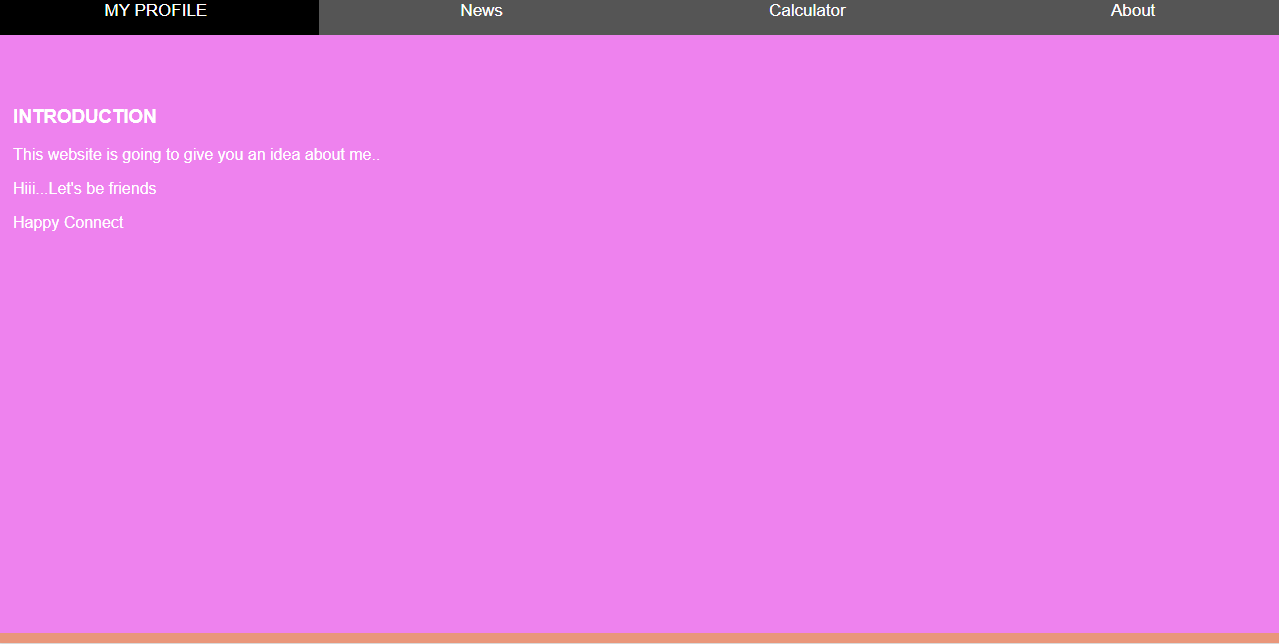 MY PROFILE News Calculator About
INTRODUCTION
This website is going to give you an idea about me..
Hiii...Let's be friends
Happy Connect